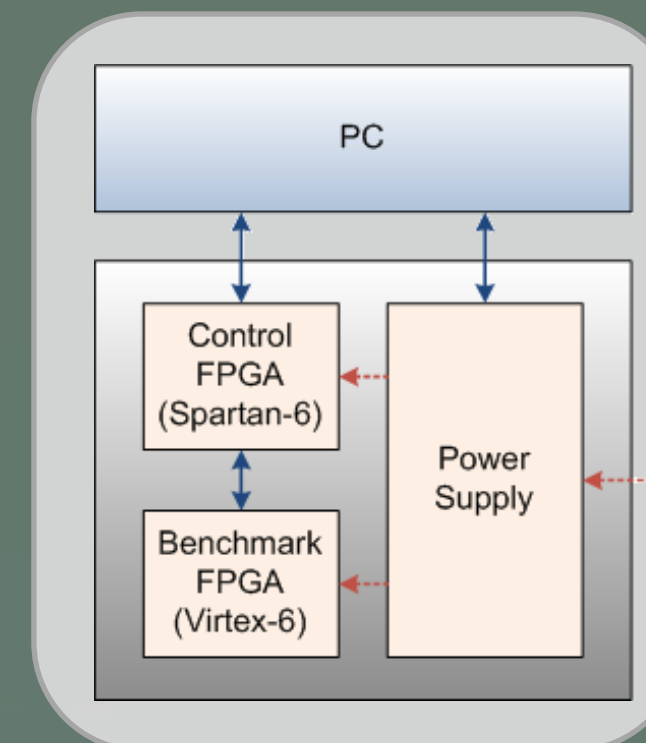 PC
Control
FPGA
(Spartan-6)
Power
Supply
Benchmark
FPGA
(Virtex-6)